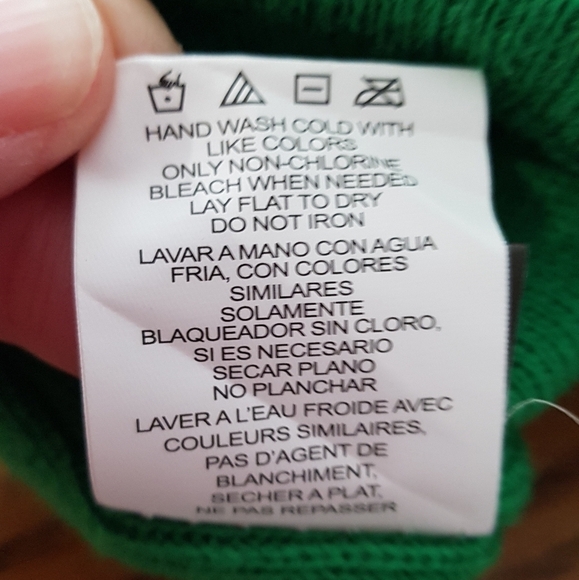 HAND WASH COLD WITH
LIKE COLORS
ONLY NON-CHLORINE
BLEACH WHEN NEEDED
LAY FLAT TO DRY
DO NOT IRON
LAVAR A MANO CON AGUA
FRIA, CON COLORES
SIMILARES
SOLAMENTE
BLAQUEADOR SIN CLORO,
SI ES NECESARIO
SECAR PLANO
NO PLANCHAR
LAVER A L'EAU FROIDE AVEC
COULEURS SIMILAIRES,
PAS D'AGENT DE
BLANCHIMENT,
SECHER A PLAT,
NE PAS REPASSER